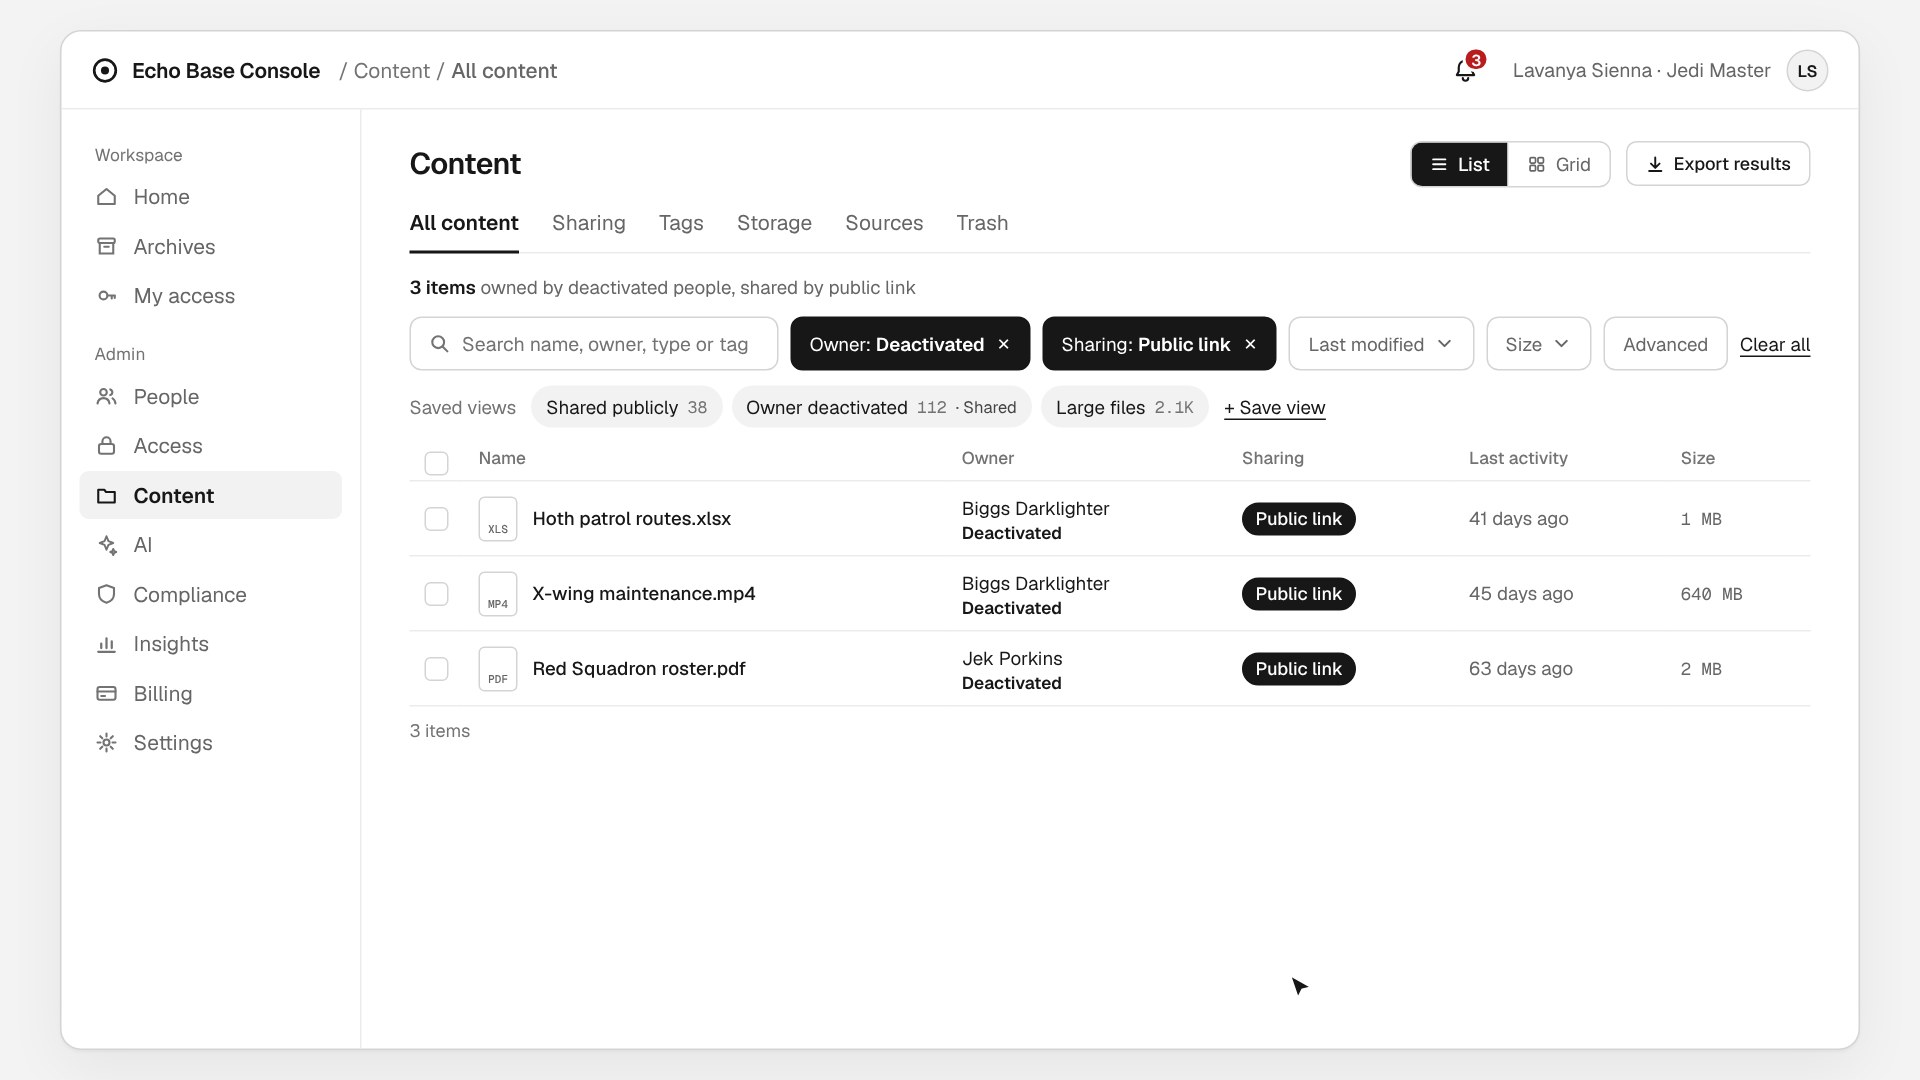 Echo Base Console / Content / All content
3
Lavanya Sienna · Jedi Master LS
Workspace
Home
Archives
My access
Admin
People
Access
Content
AI
Compliance
Insights
Billing
Settings
Content
List Grid Export results
All content Sharing Tags Storage Sources Trash
3 items owned by deactivated people, shared by public link
Search name, owner, type or tag Owner: Deactivated × Sharing: Public link × Last modified Size Advanced Clear all
Saved views Shared publicly 38 Owner deactivated 112 · Shared Large files 2.1K + Save view
Name Owner Sharing Last activity Size
XLS Hoth patrol routes.xlsx Biggs Darklighter Public link 41 days ago 1 MB
Deactivated
MP4 X-wing maintenance.mp4 Biggs Darklighter Public link 45 days ago 640 MB
Deactivated
PDF Red Squadron roster.pdf Jek Porkins Public link 63 days ago 2 MB
Deactivated
3 items